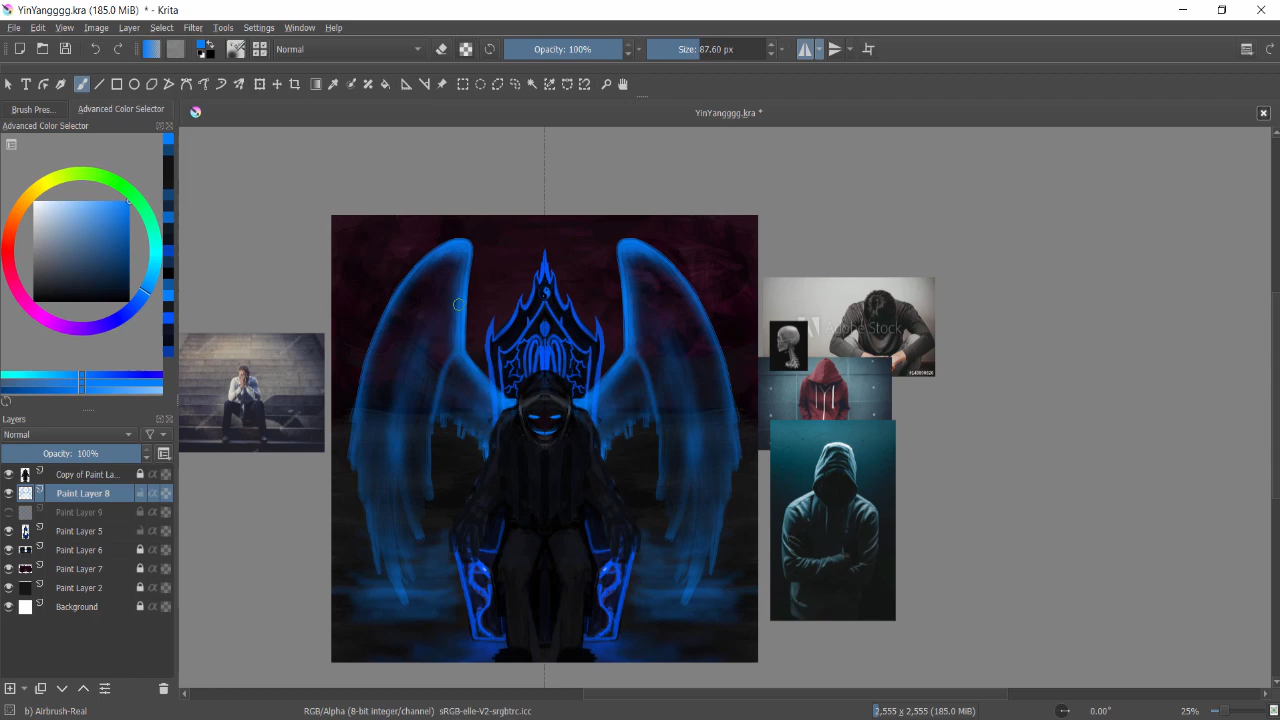 YinYangggg.kra (185.0 MiB) * - Krita
File Edit View Image Layer Select Filter Tools Settings Window Help
Normal Opacity: 100% Size: 87.60 px
Brush Pres... Advanced Color Selector
YinYangggg.kra *
Advanced Color Selector
Adobe Stock
Layers
Normal
Opacity: 100%
Copy of Paint La...
Paint Layer 8
Paint Layer 9
Paint Layer 5
Paint Layer 6
Paint Layer 7
Paint Layer 2
Background
b) Airbrush-Real RGB/Alpha (8-bit integer/channel) sRGB-elle-V2-srgbtrc.icc 2,555 x 2,555 (185.0 MiB) 0.00° 25%